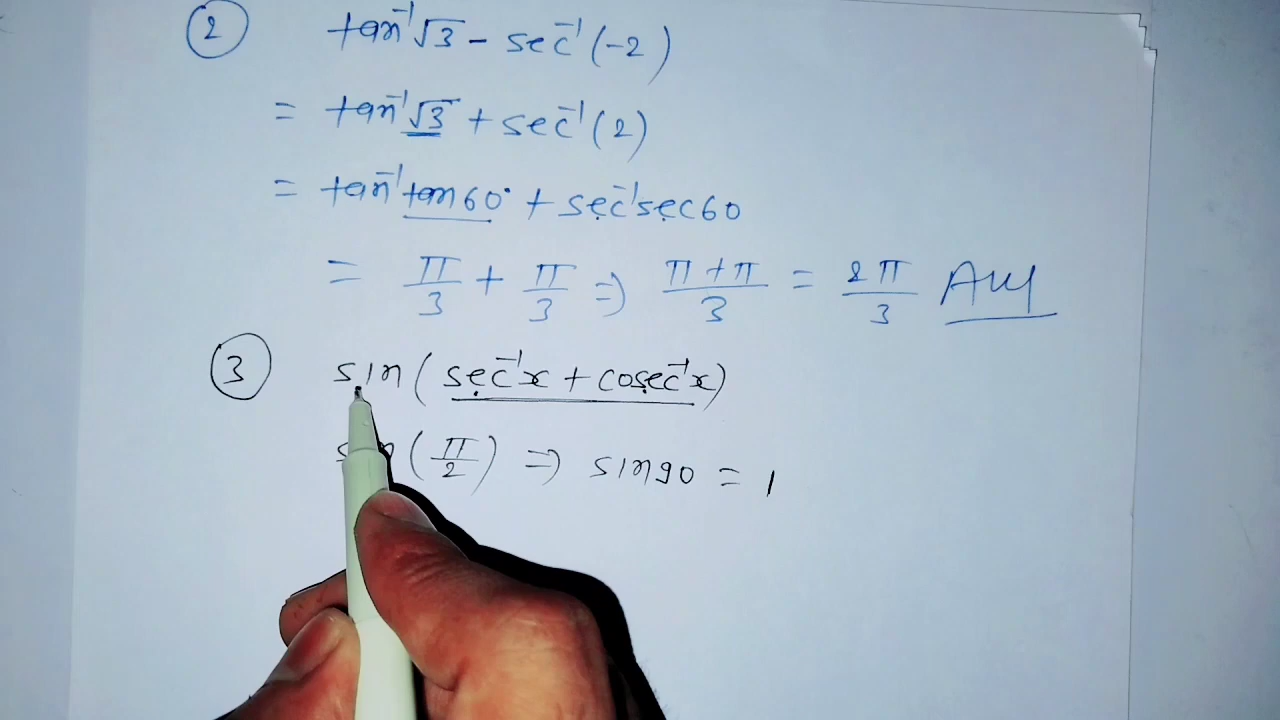 ② tan⁻¹√3 − sec⁻¹(−2)
= tan⁻¹√3 + sec⁻¹(2)
= tan⁻¹tan60° + sec⁻¹sec60
= π/3 + π/3 ⇒ π+π/3 = 2π/3 Ans
③ sin(sec⁻¹x + cosec⁻¹x)
sin(π/2) ⇒ sin90 = 1